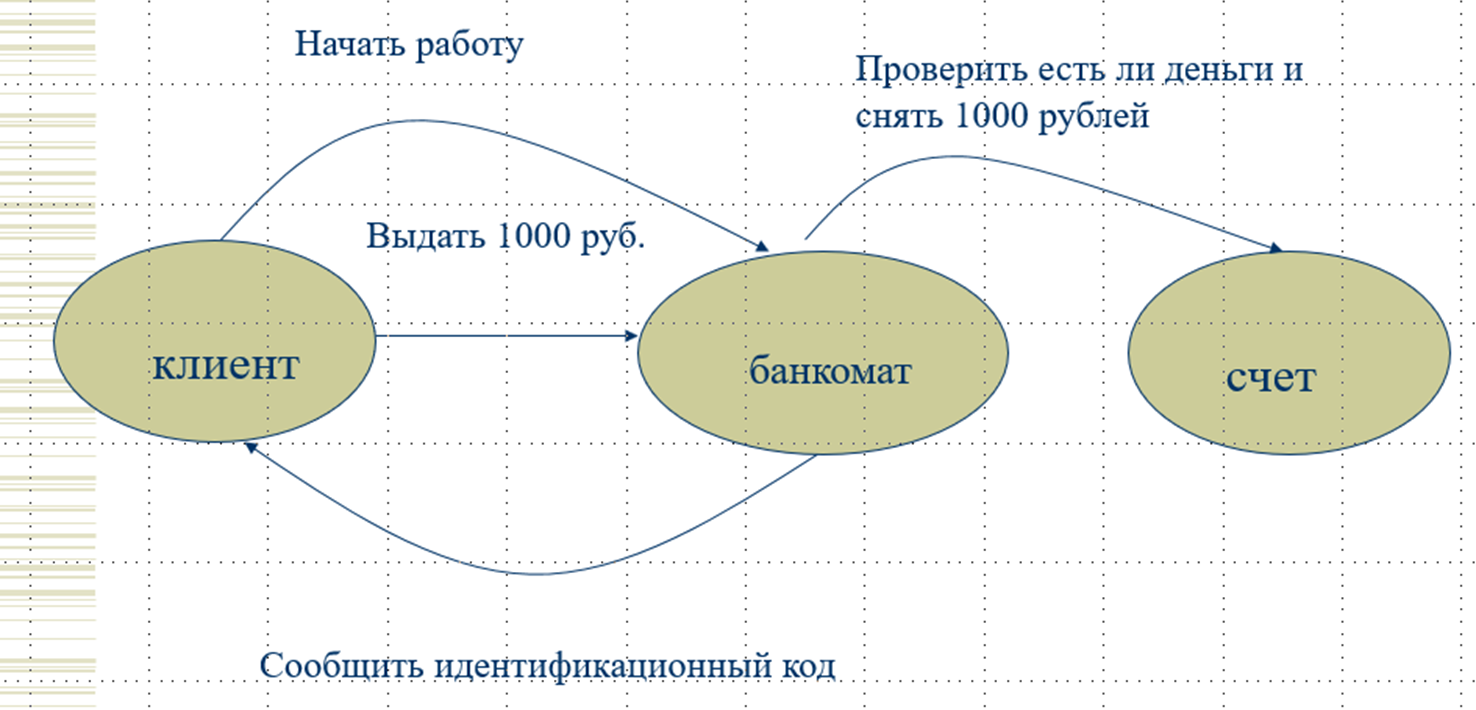 Начать работу
Проверить есть ли деньги и
снять 1000 рублей
Выдать 1000 руб.
клиент
банкомат
счет
Сообщить идентификационный код